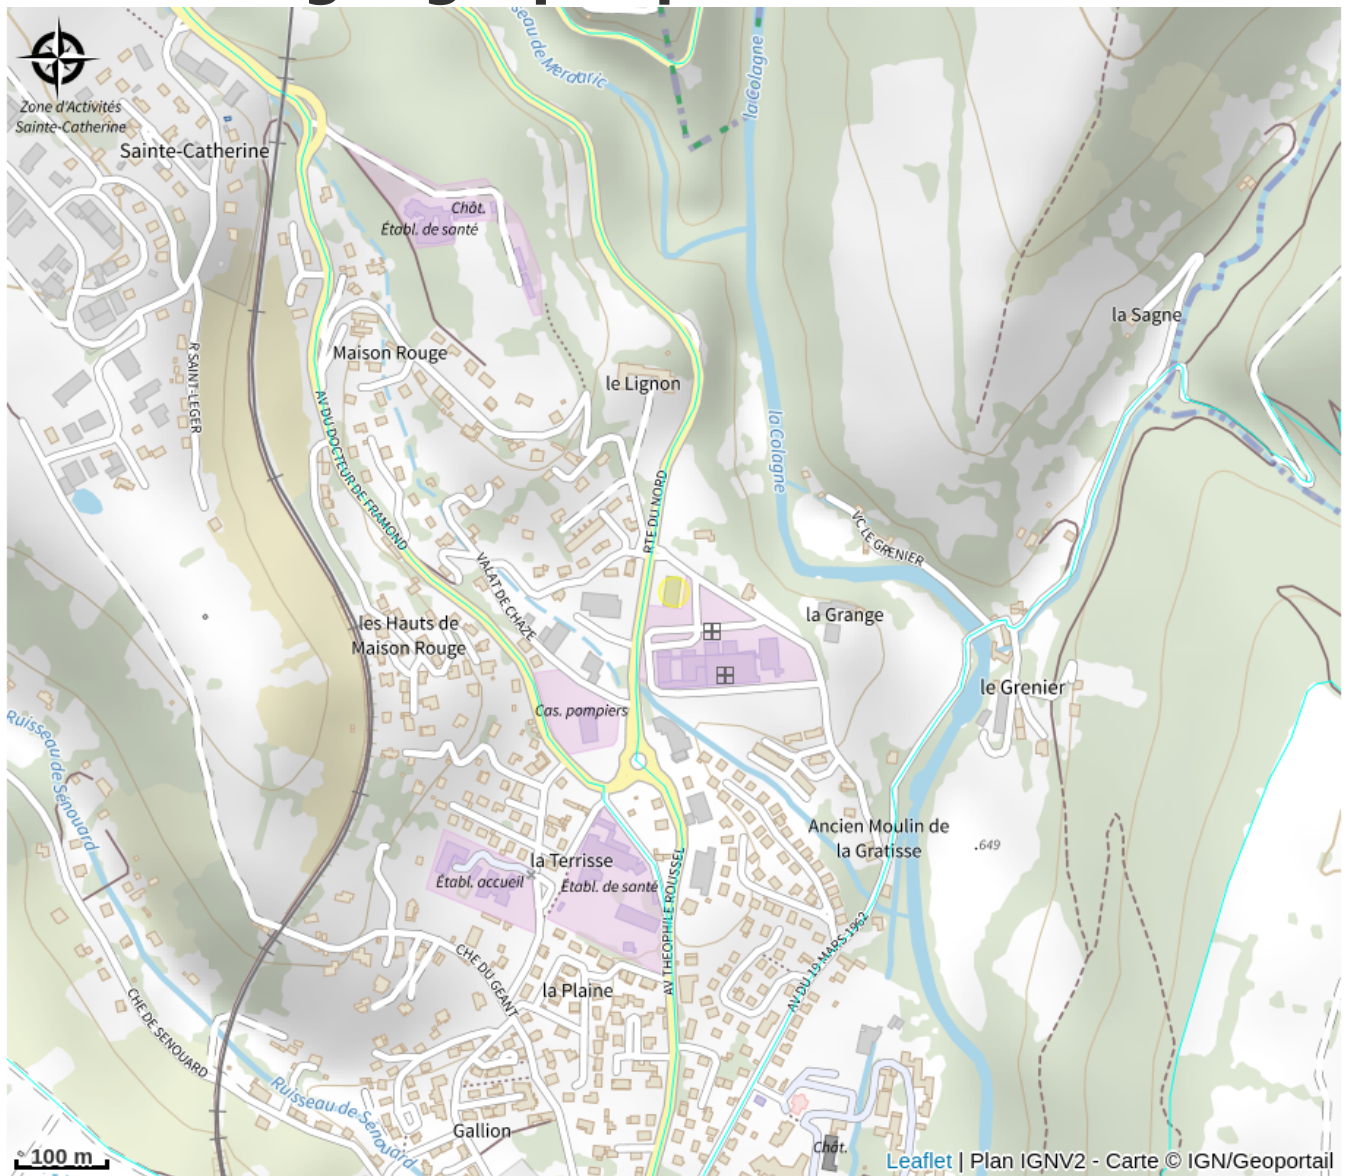 Ruisseau de Merdaric
la Colagne
Zone d'Activités
Sainte-Catherine
Sainte-Catherine
Chât.
Établ. de santé
la Sagne
Maison Rouge
le Lignon
R SAINT-LEGER
AV DU DOCTEUR DE FRAMOND
la Colagne
RTE DU NORD
VC LE GRENIER
VALAT DE CHAZE
la Grange
les Hauts de
Maison Rouge
le Grenier
Cas. pompiers
Ruisseau de Senouard
Ancien Moulin de
la Gratisse
.649
la Terrisse
Établ. accueil
Établ. de santé
AV THEOPHILE ROUSSEL
AV DU 19 MARS 1962
CHE DU GEANT
la Plaine
CHE DE SENOUARD
Ruisseau de Senouard
Gallion
Chât.
100 m
Leaflet | Plan IGNV2 - Carte © IGN/Geoportail